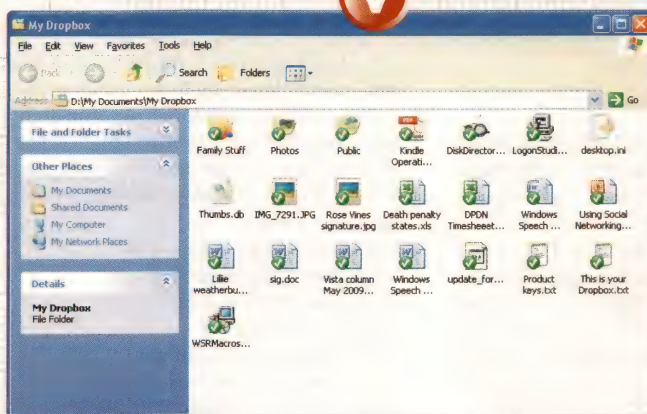 My Dropbox
File Edit View Favorites Tools Help
Back Search Folders
Address D:\My Documents\My Dropbox Go
File and Folder Tasks
Other Places
My Documents
Shared Documents
My Computer
My Network Places
Details
My Dropbox
File Folder
Family Stuff Photos Public Kindle DiskDirector... LogonStudi... desktop.ini
Operati...
Thumbs.db IMG_7291.JPG Rose Vines Death penalty DPDN Windows Using Social
signature.jpg states.xls Timesheeet... Speech ... Networking...
Lillie sig.doc Vista column Windows update_for... Product This is your
weatherbu... May 2009... Speech ... keys.txt Dropbox.txt
WSRMacros...